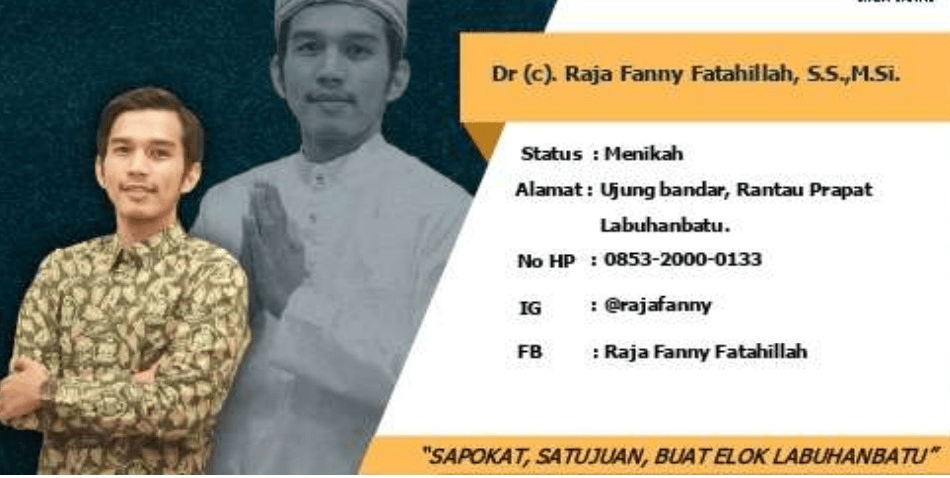 Dr (c). Raja Fanny Fatahillah, S.S.,M.Si.
Status : Menikah
Alamat : Ujung bandar, Rantau Prapat
Labuhanbatu.
No HP : 0853-2000-0133
IG : @rajafanny
FB : Raja Fanny Fatahillah
"SAPOKAT, SATUJUAN, BUAT ELOK LABUHANBATU"